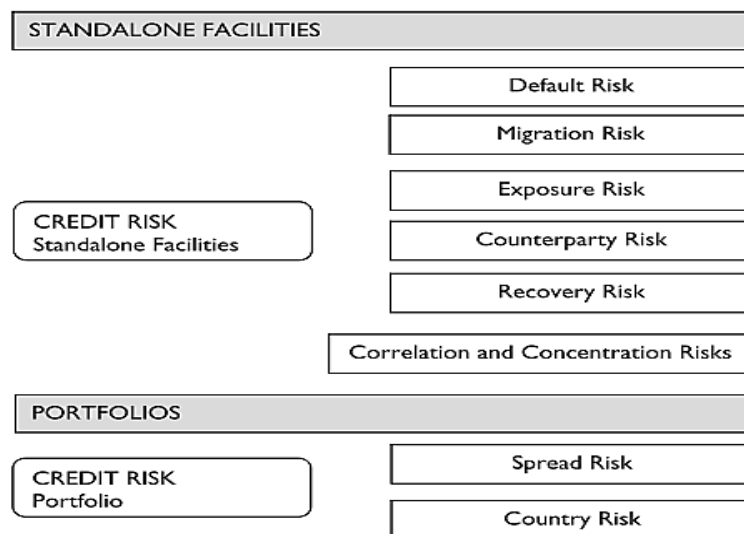 STANDALONE FACILITIES
Default Risk
Migration Risk
Exposure Risk
CREDIT RISK
Standalone Facilities
Counterparty Risk
Recovery Risk
Correlation and Concentration Risks
PORTFOLIOS
Spread Risk
CREDIT RISK
Portfolio
Country Risk